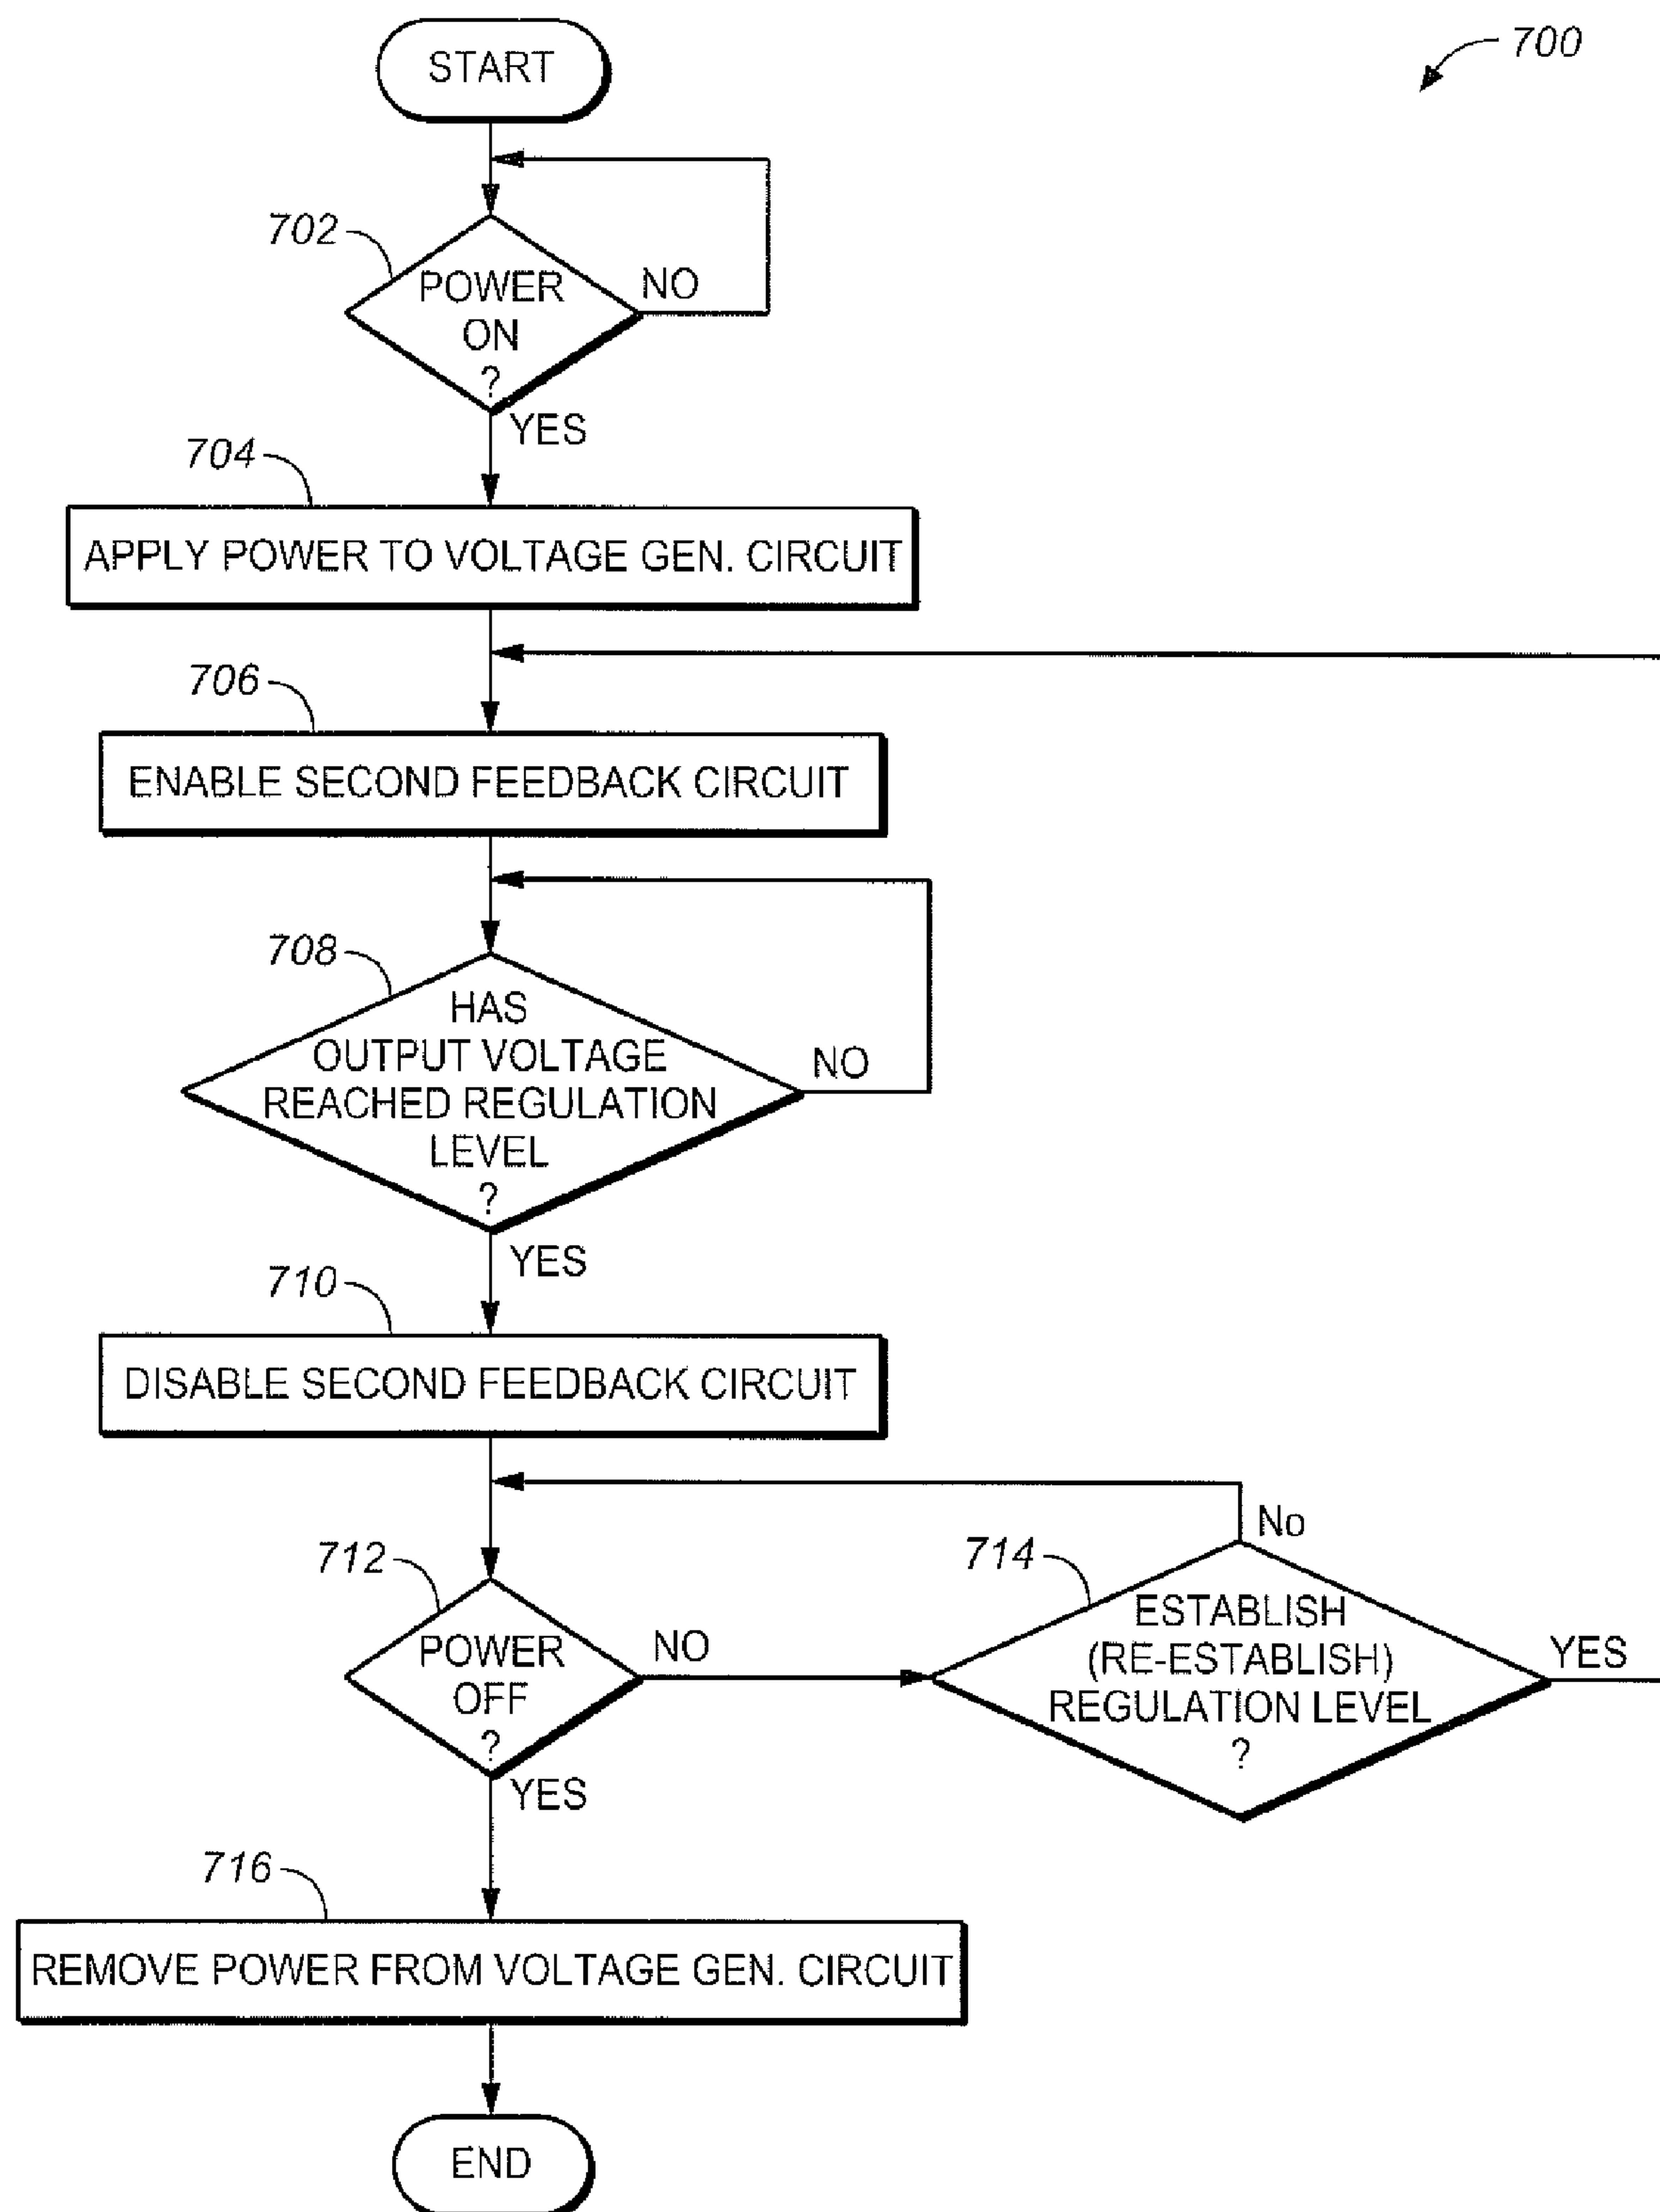 START
700
702
POWER
ON
?
NO
YES
704
APPLY POWER TO VOLTAGE GEN. CIRCUIT
706
ENABLE SECOND FEEDBACK CIRCUIT
708
HAS
OUTPUT VOLTAGE
REACHED REGULATION
LEVEL
?
NO
YES
710
DISABLE SECOND FEEDBACK CIRCUIT
712
POWER
OFF
?
NO
YES
714
No
ESTABLISH
(RE-ESTABLISH)
REGULATION LEVEL
?
YES
716
REMOVE POWER FROM VOLTAGE GEN. CIRCUIT
END